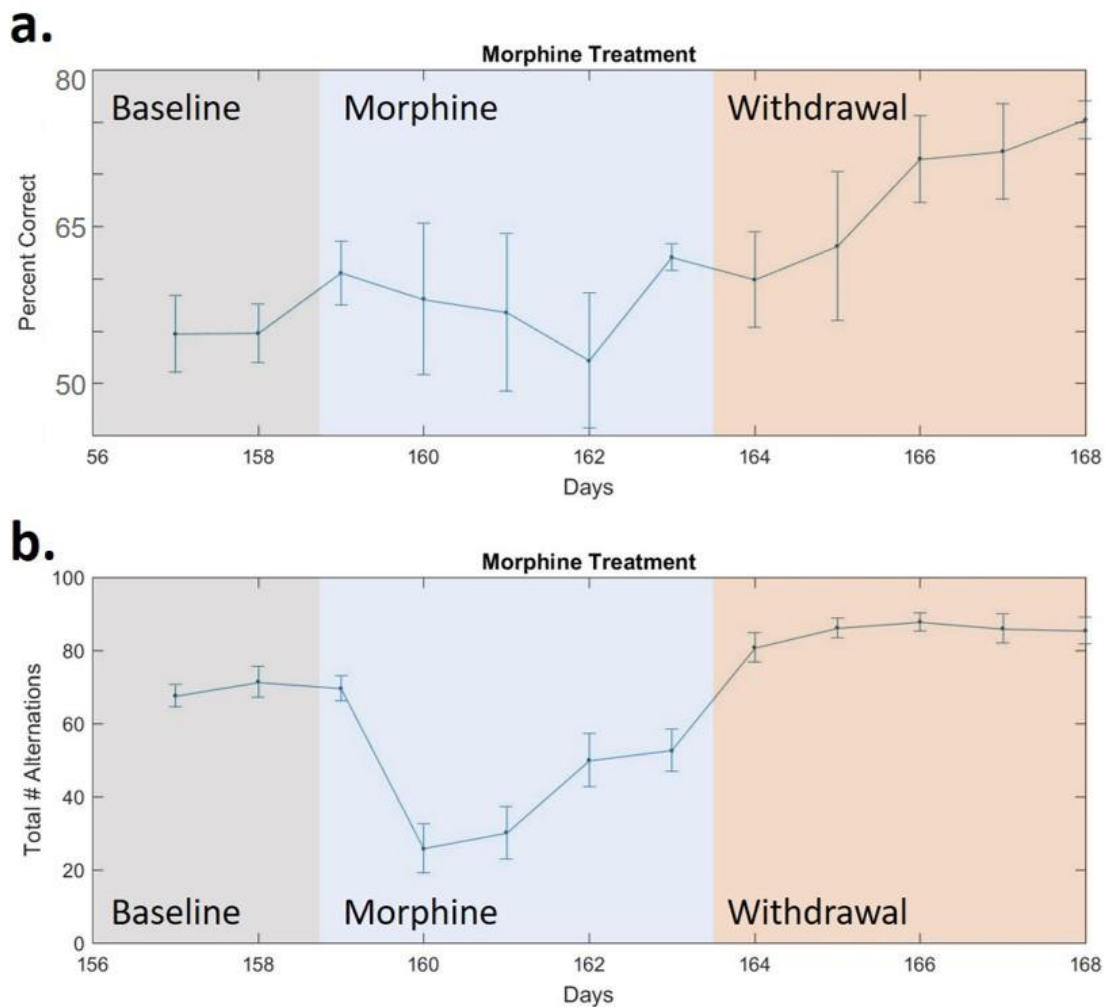 a.
Morphine Treatment
80
65
50
Percent Correct
Baseline
Morphine
Withdrawal
56 158 160 162 164 166 168
Days
b.
Morphine Treatment
100
80
60
40
20
0
Total # Alternations
Baseline
Morphine
Withdrawal
156 158 160 162 164 166 168
Days